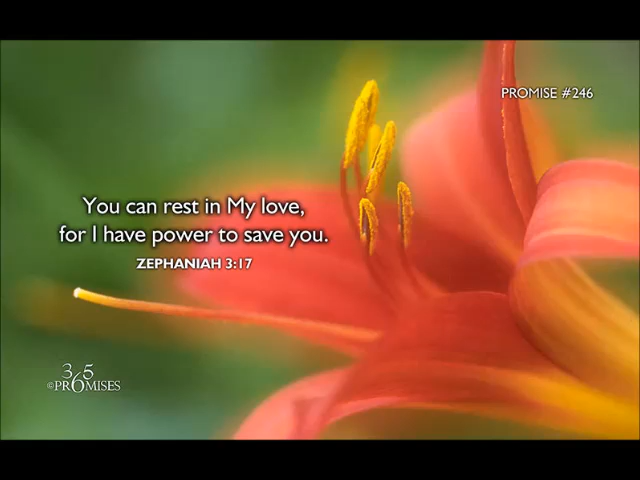 PROMISE #246
You can rest in My love,
for I have power to save you.
ZEPHANIAH 3:17
365
©PROMISES